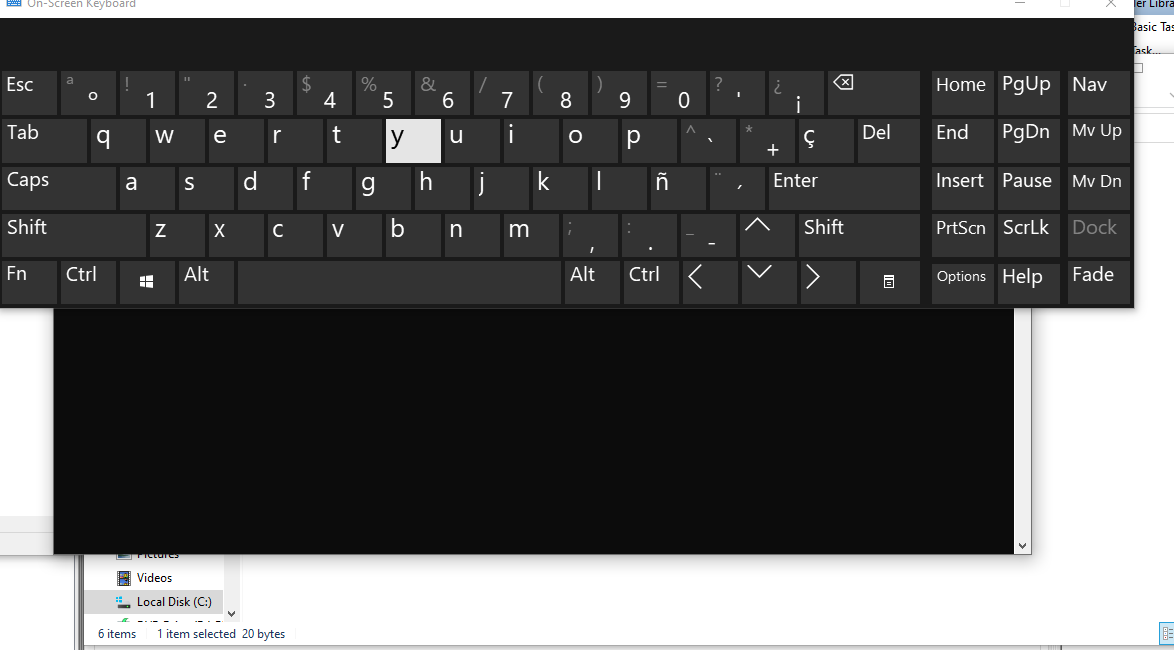 On-Screen Keyboard
Basic Tas
Task...
Esc ª º ! 1 " 2 · 3 $ 4 % 5 & 6 / 7 ( 8 ) 9 = 0 ? ' ¿ ¡ Home PgUp Nav
Tab q w e r t y u i o p ^ ` * + ç Del End PgDn Mv Up
Caps a s d f g h j k l ñ ¨ ´ Enter Insert Pause Mv Dn
Shift z x c v b n m ; , : . _ - Shift PrtScn ScrLk Dock
Fn Ctrl Alt Alt Ctrl Options Help Fade
Pictures
Videos
Local Disk (C:)
6 items 1 item selected 20 bytes